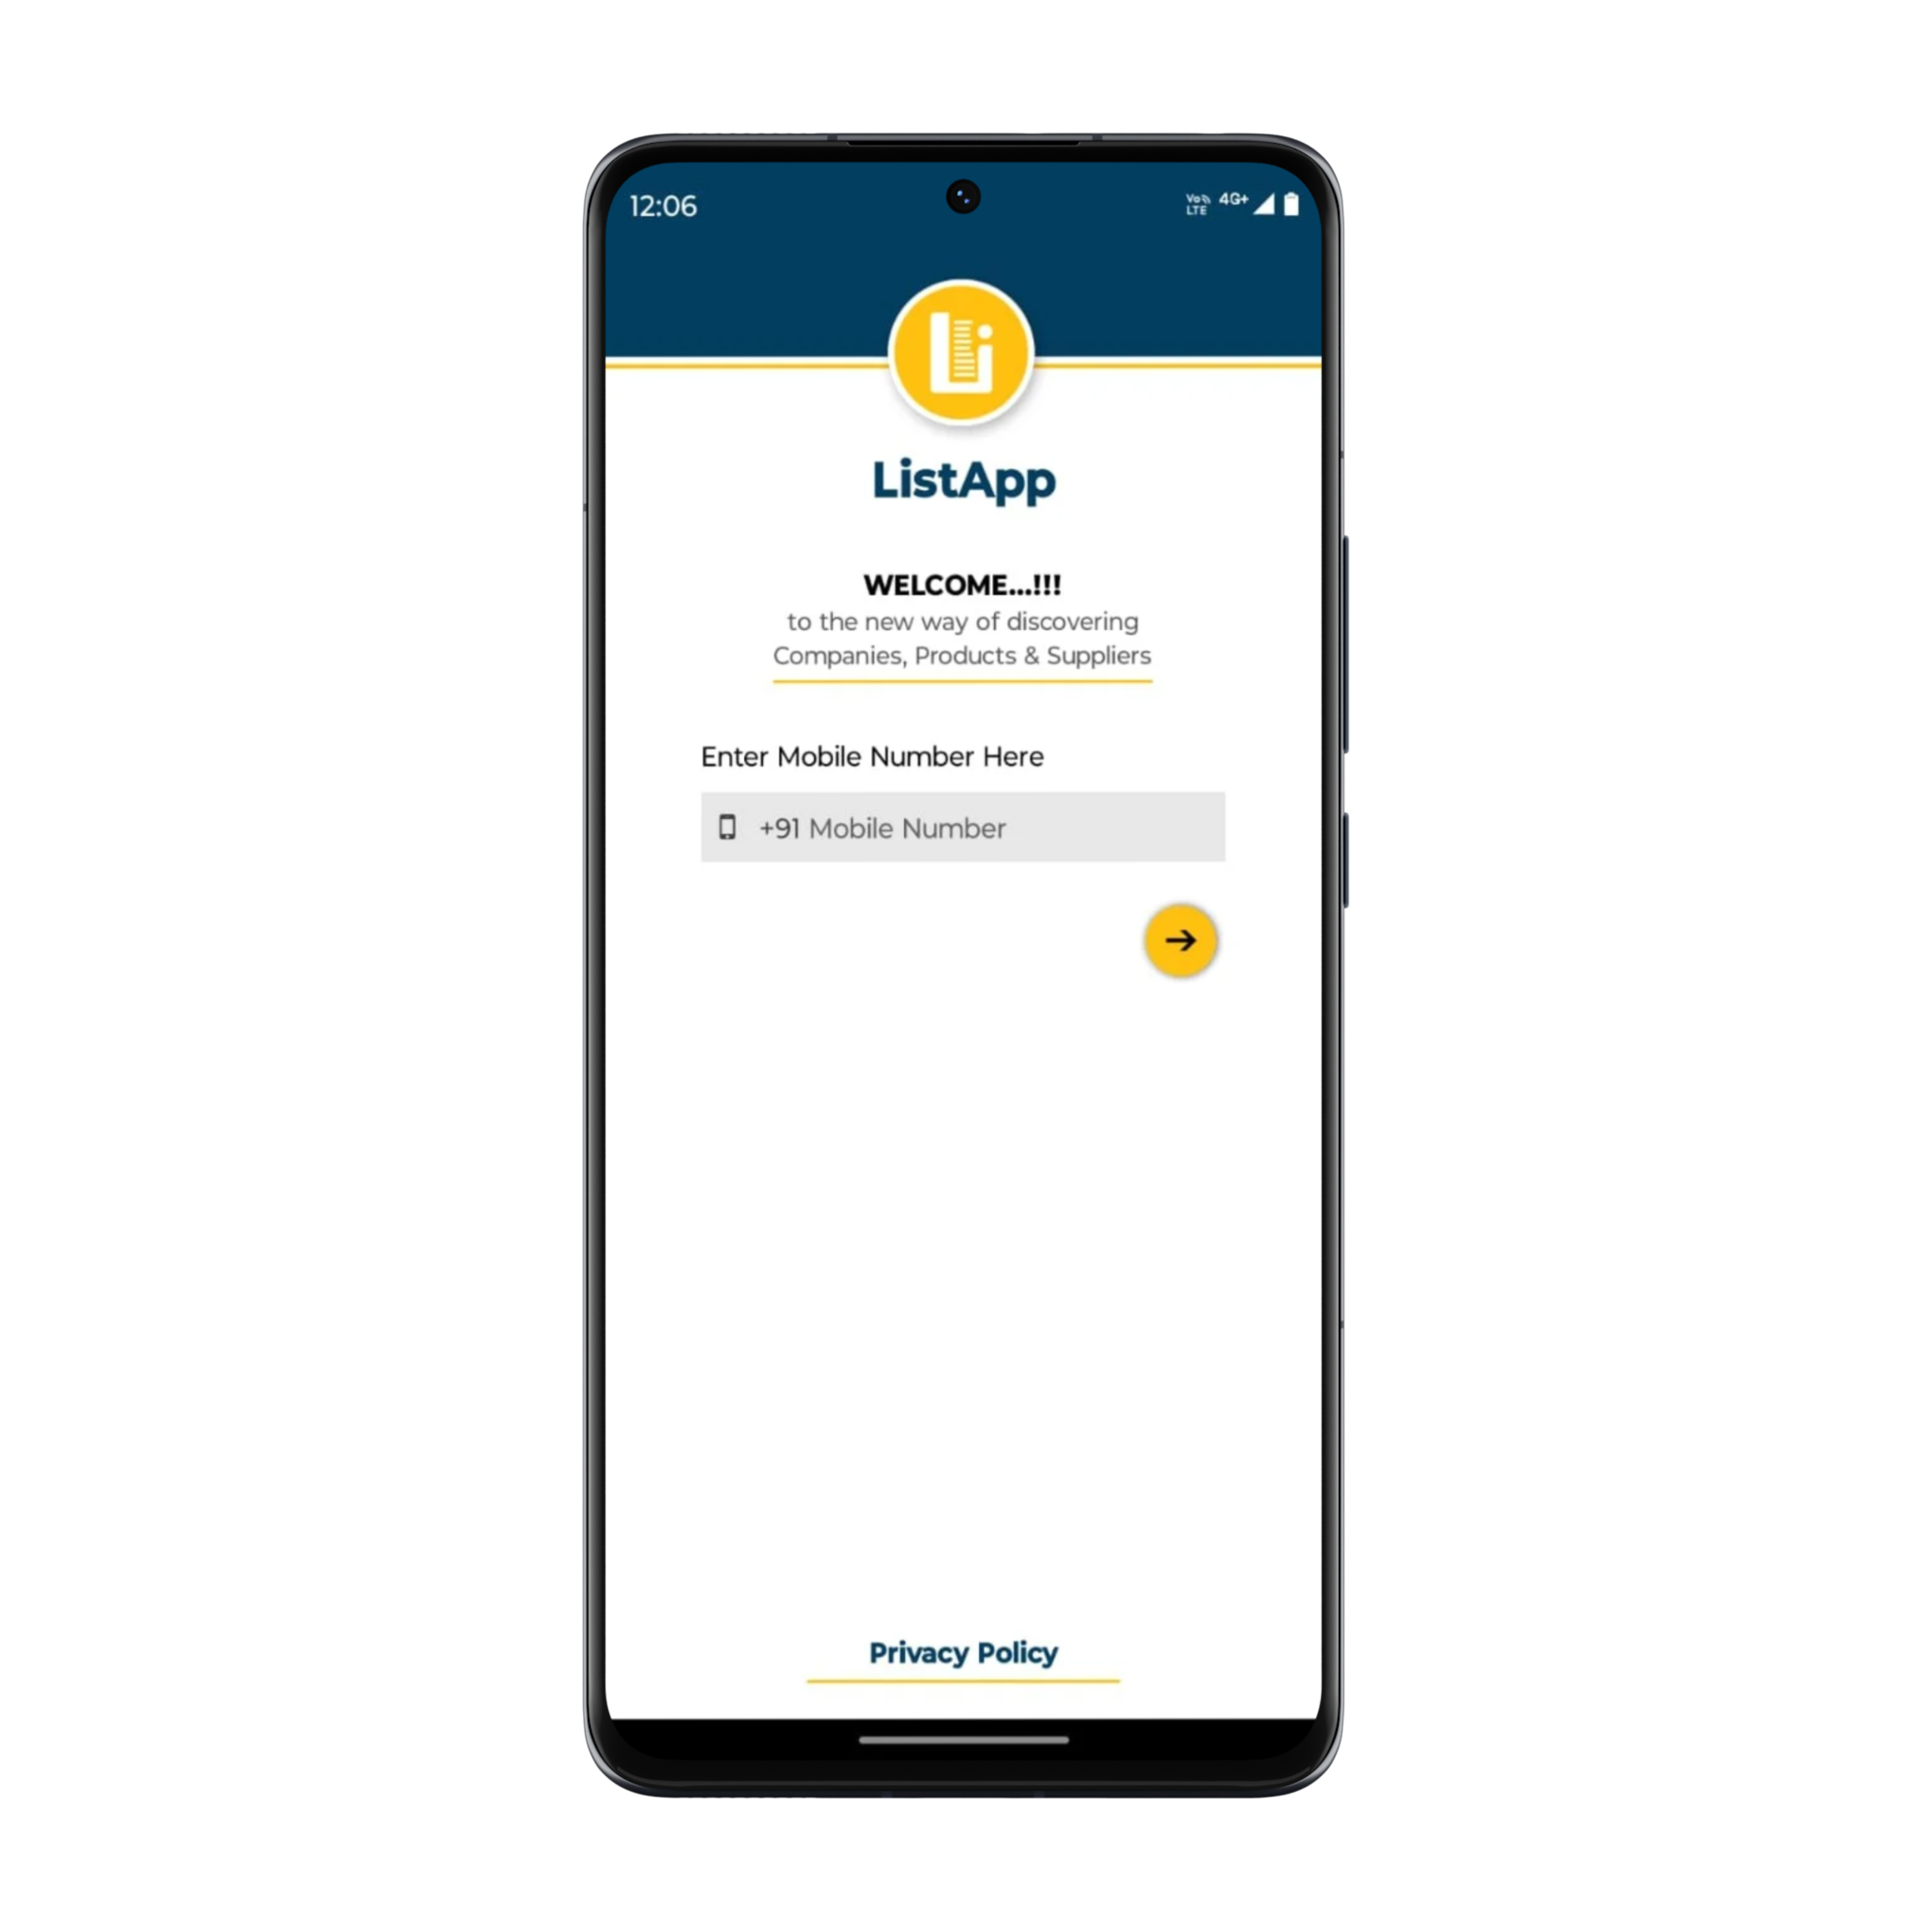 12:06
Vo LTE 4G+
Li
ListApp
WELCOME...!!!
to the new way of discovering
Companies, Products & Suppliers
Enter Mobile Number Here
+91 Mobile Number
Privacy Policy